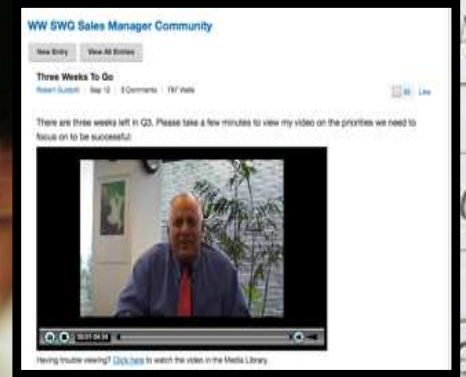 WW SWG Sales Manager Community
New Entry View All Entries
Three Weeks To Go
Robert Sep 12 Comments Visits Like
There are three weeks left in Q3. Please take a few minutes to view my video on the priorities we need to
focus on to be successful:
Having trouble viewing? Click here to watch the video in the Media Library.